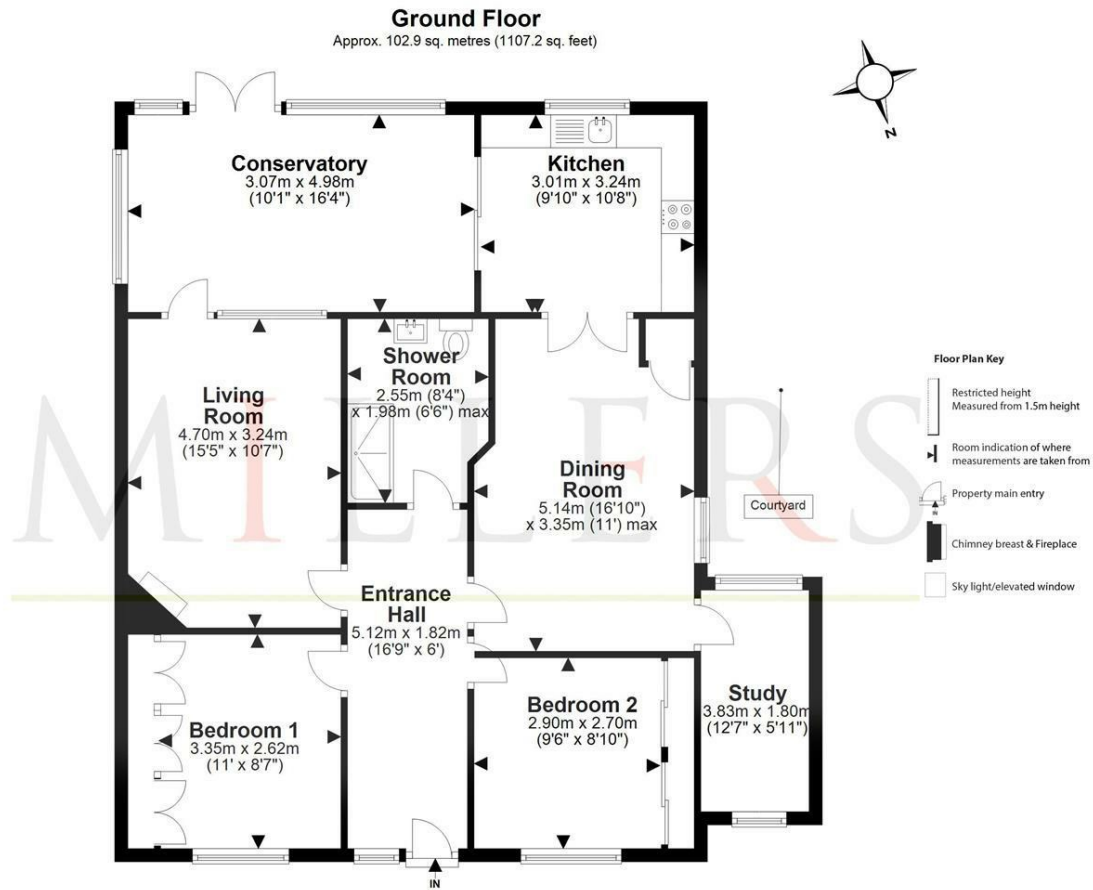 Ground Floor
Approx. 102.9 sq. metres (1107.2 sq. feet)
N
Conservatory
3.07m x 4.98m
(10'1" x 16'4")
Kitchen
3.01m x 3.24m
(9'10" x 10'8")
Shower
Room
2.55m (8'4")
x 1.98m (6'6") max
Living
Room
4.70m x 3.24m
(15'5" x 10'7")
Dining
Room
5.14m (16'10")
x 3.35m (11') max
Courtyard
MILLERS
Entrance
Hall
5.12m x 1.82m
(16'9" x 6')
Bedroom 1
3.35m x 2.62m
(11' x 8'7")
Bedroom 2
2.90m x 2.70m
(9'6" x 8'10")
Study
3.83m x 1.80m
(12'7" x 5'11")
IN
Floor Plan Key
Restricted height
Measured from 1.5m height
Room indication of where
measurements are taken from
Property main entry
IN
Chimney breast & Fireplace
Sky light/elevated window